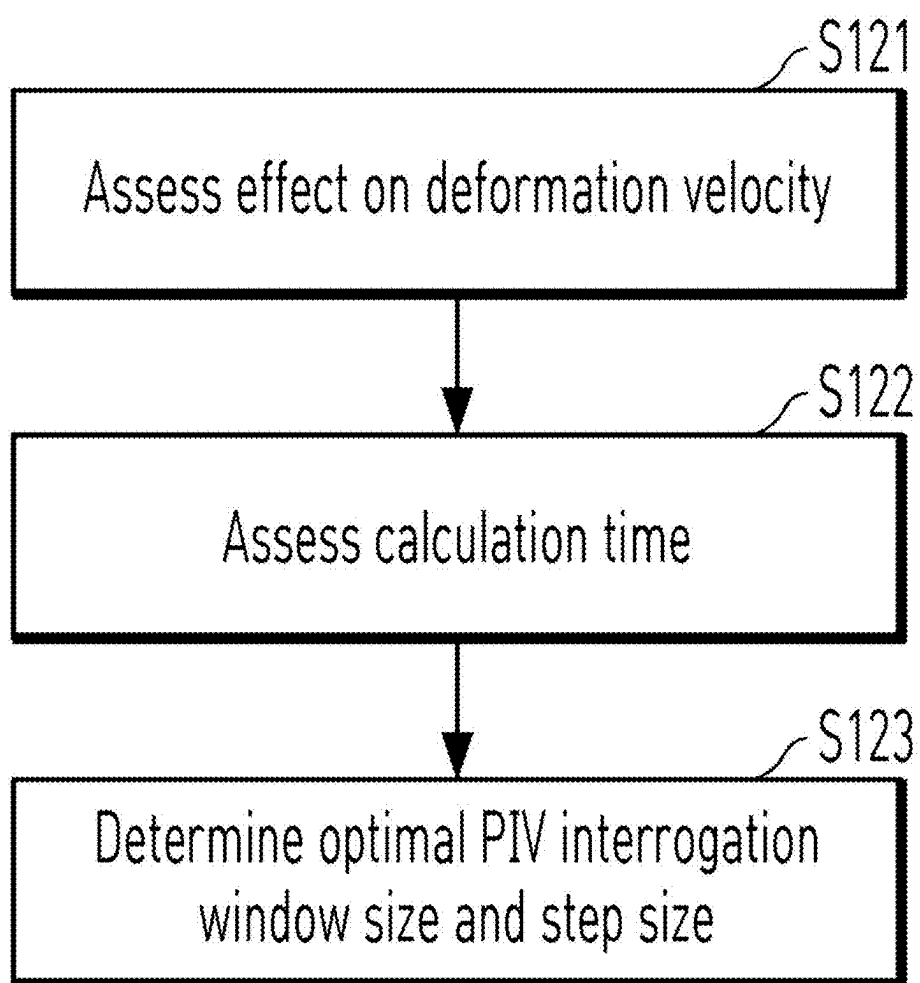 S121
Assess effect on deformation velocity
S122
Assess calculation time
S123
Determine optimal PIV interrogation
window size and step size